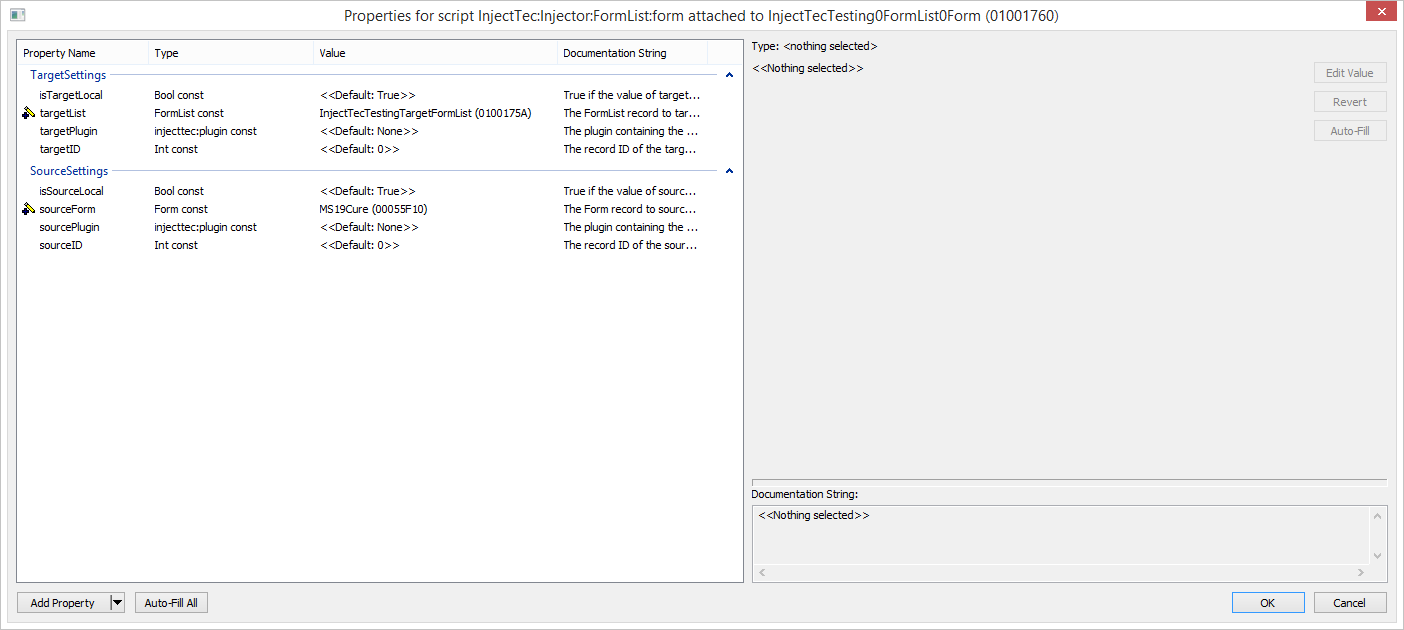 Properties for script InjectTec:Injector:FormList:form attached to InjectTecTesting0FormList0Form (01001760)
Property Name Type Value Documentation String
TargetSettings
isTargetLocal Bool const <<Default: True>> True if the value of target...
targetList FormList const InjectTecTestingTargetFormList (0100175A) The FormList record to tar...
targetPlugin injecttec:plugin const <<Default: None>> The plugin containing the ...
targetID Int const <<Default: 0>> The record ID of the targ...
SourceSettings
isSourceLocal Bool const <<Default: True>> True if the value of sourc...
sourceForm Form const MS19Cure (00055F10) The Form record to sourc...
sourcePlugin injecttec:plugin const <<Default: None>> The plugin containing the ...
sourceID Int const <<Default: 0>> The record ID of the sour...
Add Property Auto-Fill All
Type: <nothing selected>
<<Nothing selected>>
Edit Value
Revert
Auto-Fill
Documentation String:
<<Nothing selected>>
OK Cancel